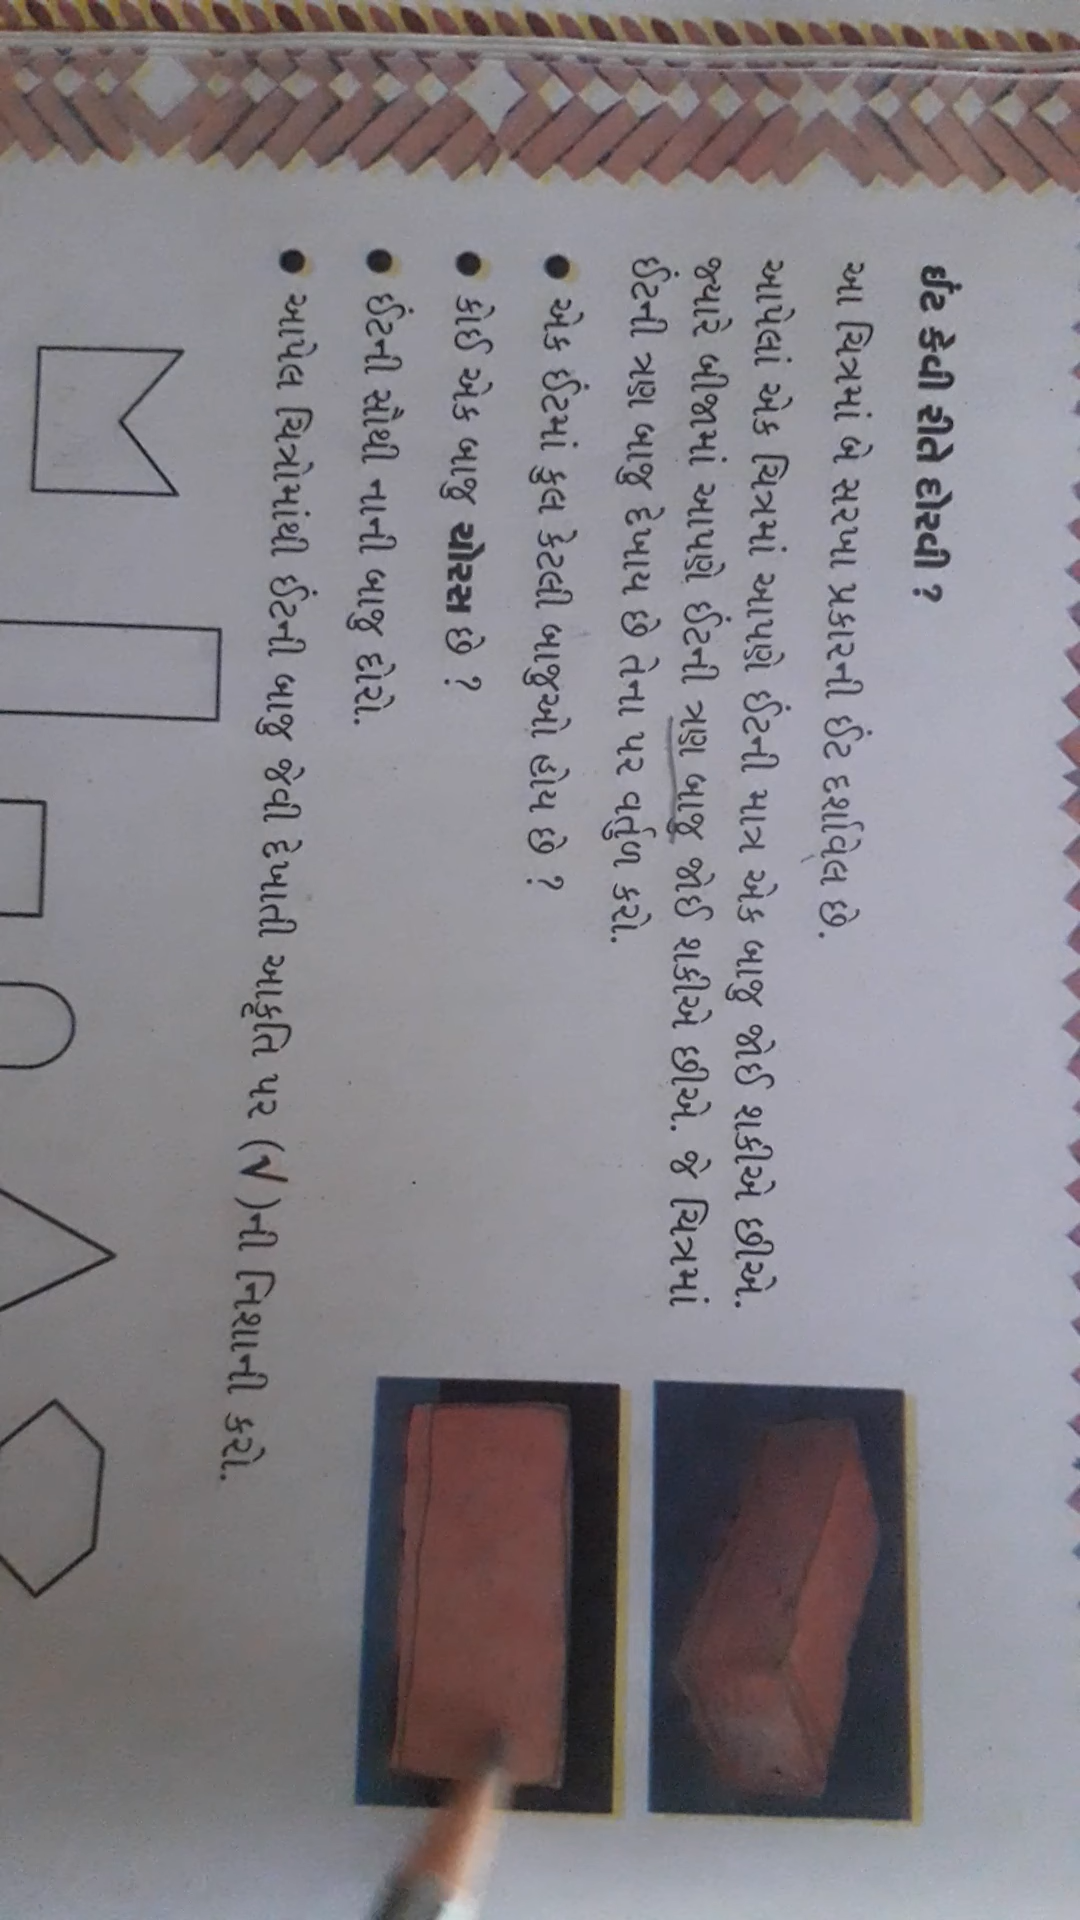 ઈંટ કેવી રીતે દોરવી ?
આ ચિત્રમાં બે સરખા પ્રકારની ઈંટ દર્શાવેલ છે.
આપેલાં એક ચિત્રમાં આપણે ઈંટની માત્ર એક બાજુ જોઈ શકીએ છીએ.
જ્યારે બીજામાં આપણે ઈંટની ત્રણ બાજુ જોઈ શકીએ છીએ. જે ચિત્રમાં
ઈંટની ત્રણ બાજુ દેખાય છે તેના પર વર્તુળ કરો.
● એક ઈંટમાં કુલ કેટલી બાજુઓ હોય છે ?
● કોઈ એક બાજુ ચોરસ છે ?
● ઈંટની સૌથી નાની બાજુ દોરો.
● આપેલ ચિત્રોમાંથી ઈંટની બાજુ જેવી દેખાતી આકૃતિ પર (√)ની નિશાની કરો.